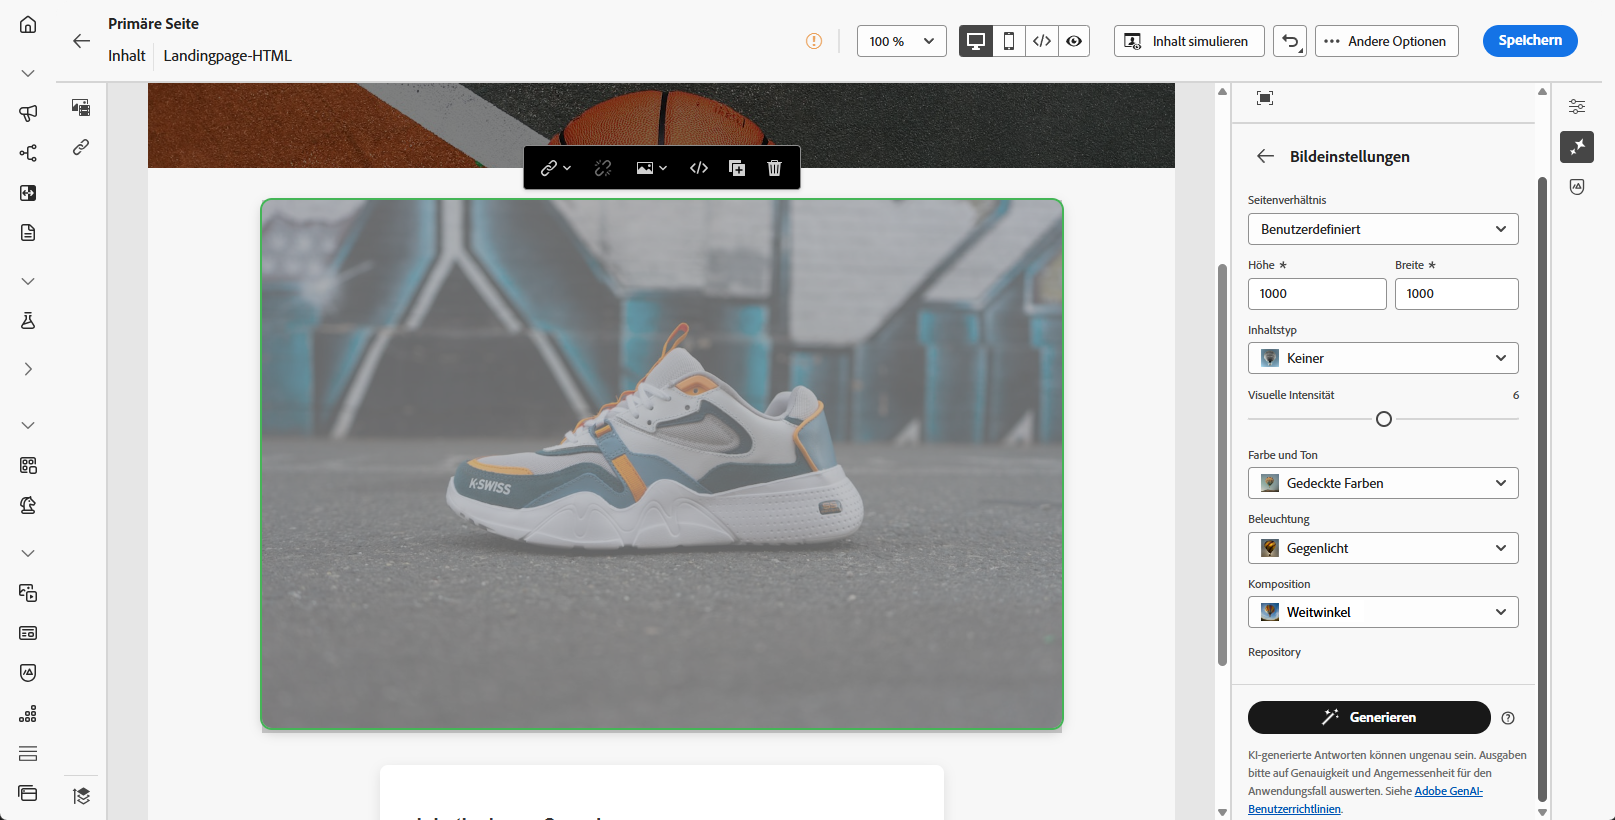 Primäre Seite
Inhalt
Landingpage-HTML
100 %
Inhalt simulieren
Andere Optionen
Speichern
Bildeinstellungen
Seitenverhältnis
Benutzerdefiniert
Höhe *
Breite *
1000
1000
Inhaltstyp
Keiner
Visuelle Intensität
6
Farbe und Ton
Gedeckte Farben
Beleuchtung
Gegenlicht
Komposition
Weitwinkel
Repository
Generieren
KI-generierte Antworten können ungenau sein. Ausgaben
bitte auf Genauigkeit und Angemessenheit für den
Anwendungsfall auswerten. Siehe Adobe GenAI-
Benutzerrichtlinien.
K-SWISS